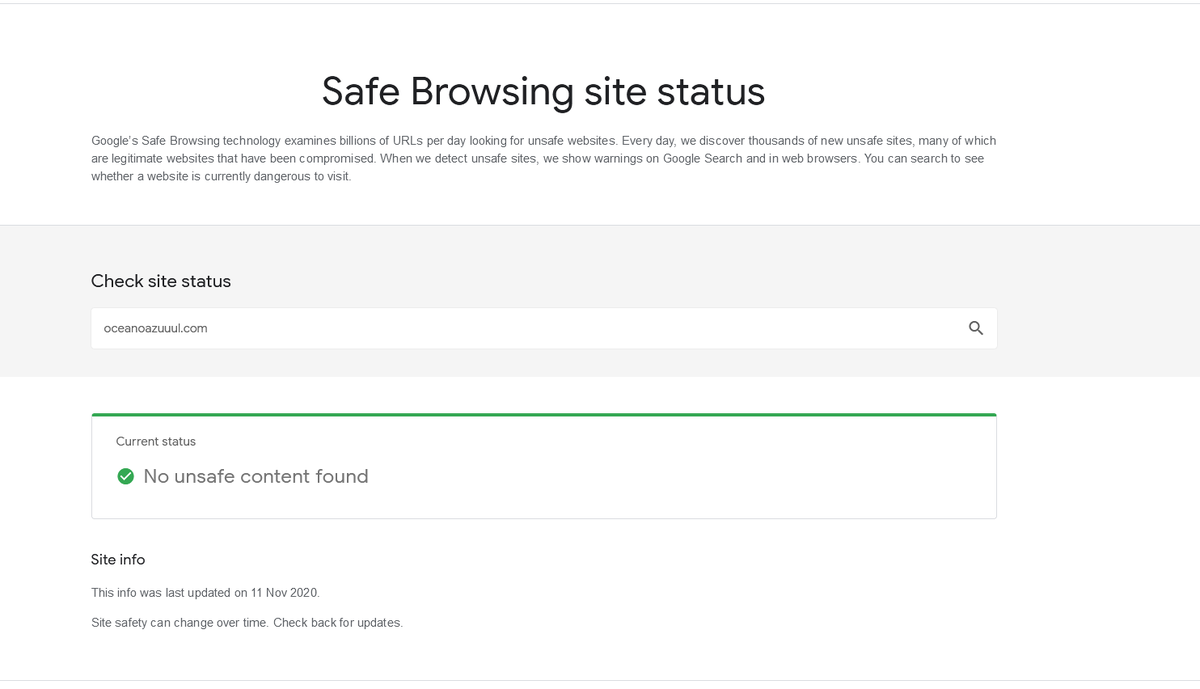 Safe Browsing site status
Google's Safe Browsing technology examines billions of URLs per day looking for unsafe websites. Every day, we discover thousands of new unsafe sites, many of which
are legitimate websites that have been compromised. When we detect unsafe sites, we show warnings on Google Search and in web browsers. You can search to see
whether a website is currently dangerous to visit.
Check site status
oceanoazuuul.com
Current status
No unsafe content found
Site info
This info was last updated on 11 Nov 2020.
Site safety can change over time. Check back for updates.